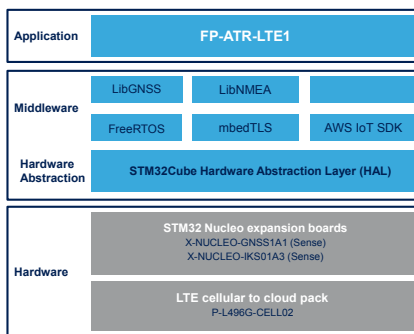 Application
FP-ATR-LTE1
Middleware
LibGNSS
LibNMEA
FreeRTOS
mbedTLS
AWS IoT SDK
Hardware
Abstraction
STM32Cube Hardware Abstraction Layer (HAL)
Hardware
STM32 Nucleo expansion boards
X-NUCLEO-GNSS1A1 (Sense)
X-NUCLEO-IKS01A3 (Sense)
LTE cellular to cloud pack
P-L496G-CELL02